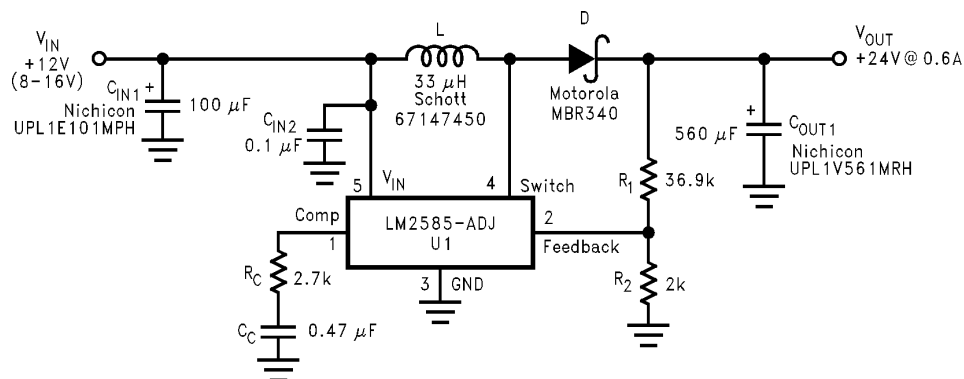 V_IN
+12V
(8-16V)
C_IN1
+
Nichicon
UPL1E101MPH
100 μF
C_IN2
0.1 μF
L
33 μH
Schott
67147450
D
Motorola
MBR340
V_OUT
+24V @ 0.6A
560 μF
+
C_OUT1
Nichicon
UPL1V561MRH
R_1
36.9k
5
V_IN
4
Switch
Comp
1
LM2585-ADJ
U1
2
Feedback
3
GND
R_C
2.7k
C_C
0.47 μF
R_2
2k